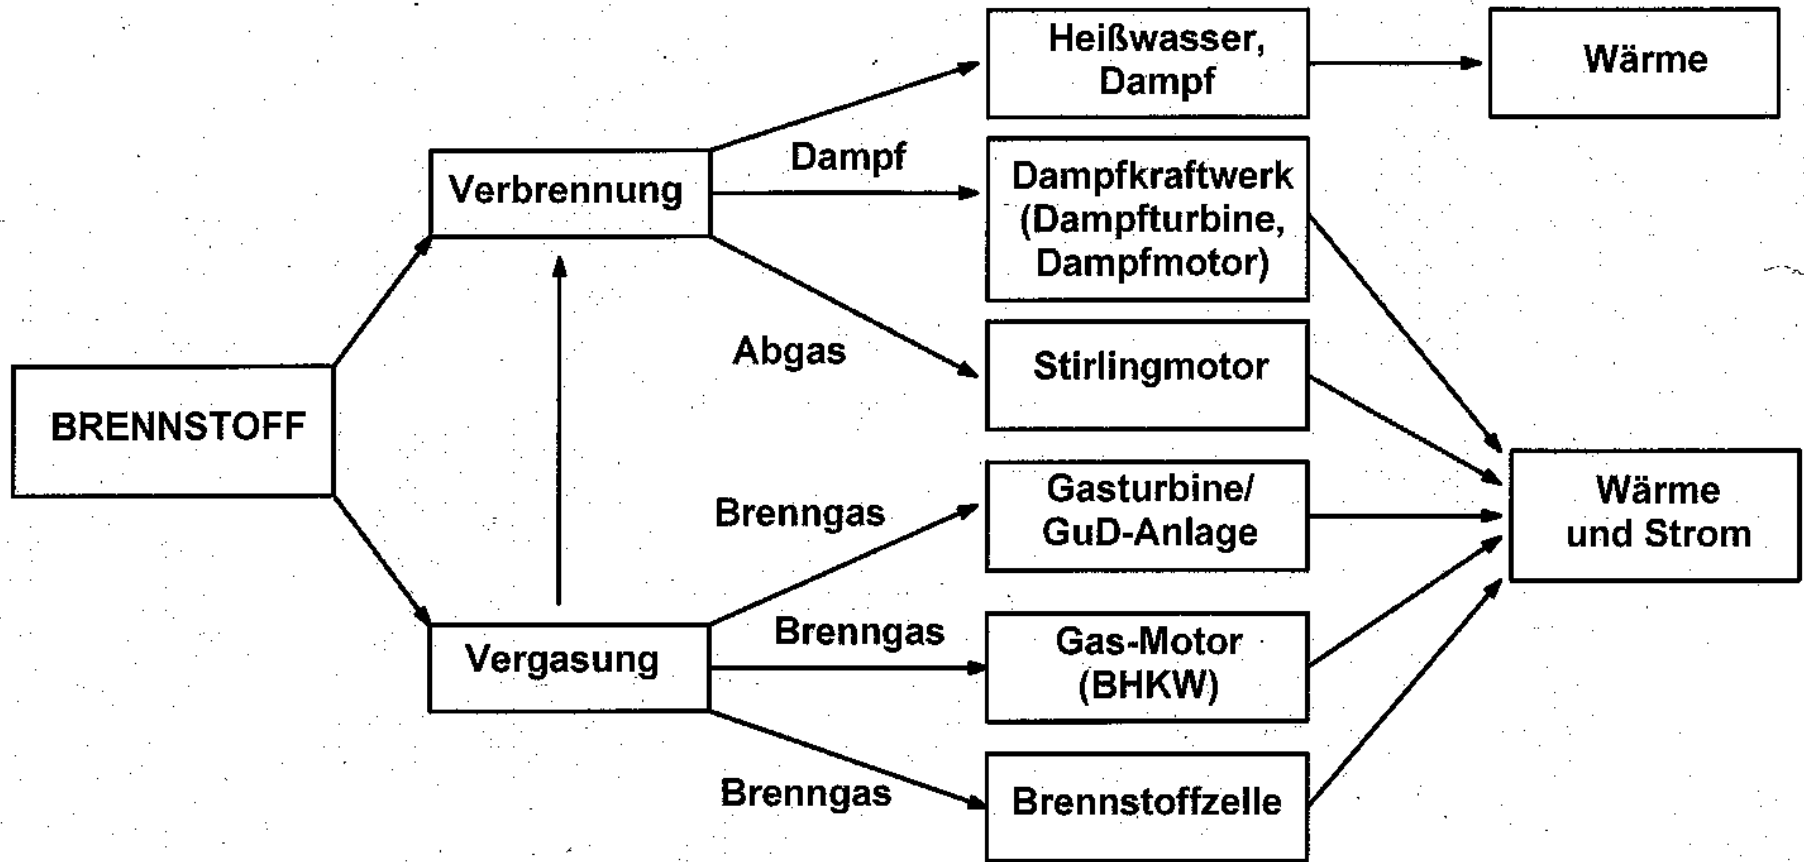 Heißwasser,
Dampf
Wärme
Dampf
Verbrennung
Dampfkraftwerk
(Dampfturbine,
Dampfmotor)
Abgas
Stirlingmotor
BRENNSTOFF
Brenngas
Gasturbine/
GuD-Anlage
Wärme
und Strom
Brenngas
Vergasung
Gas-Motor
(BHKW)
Brenngas
Brennstoffzelle